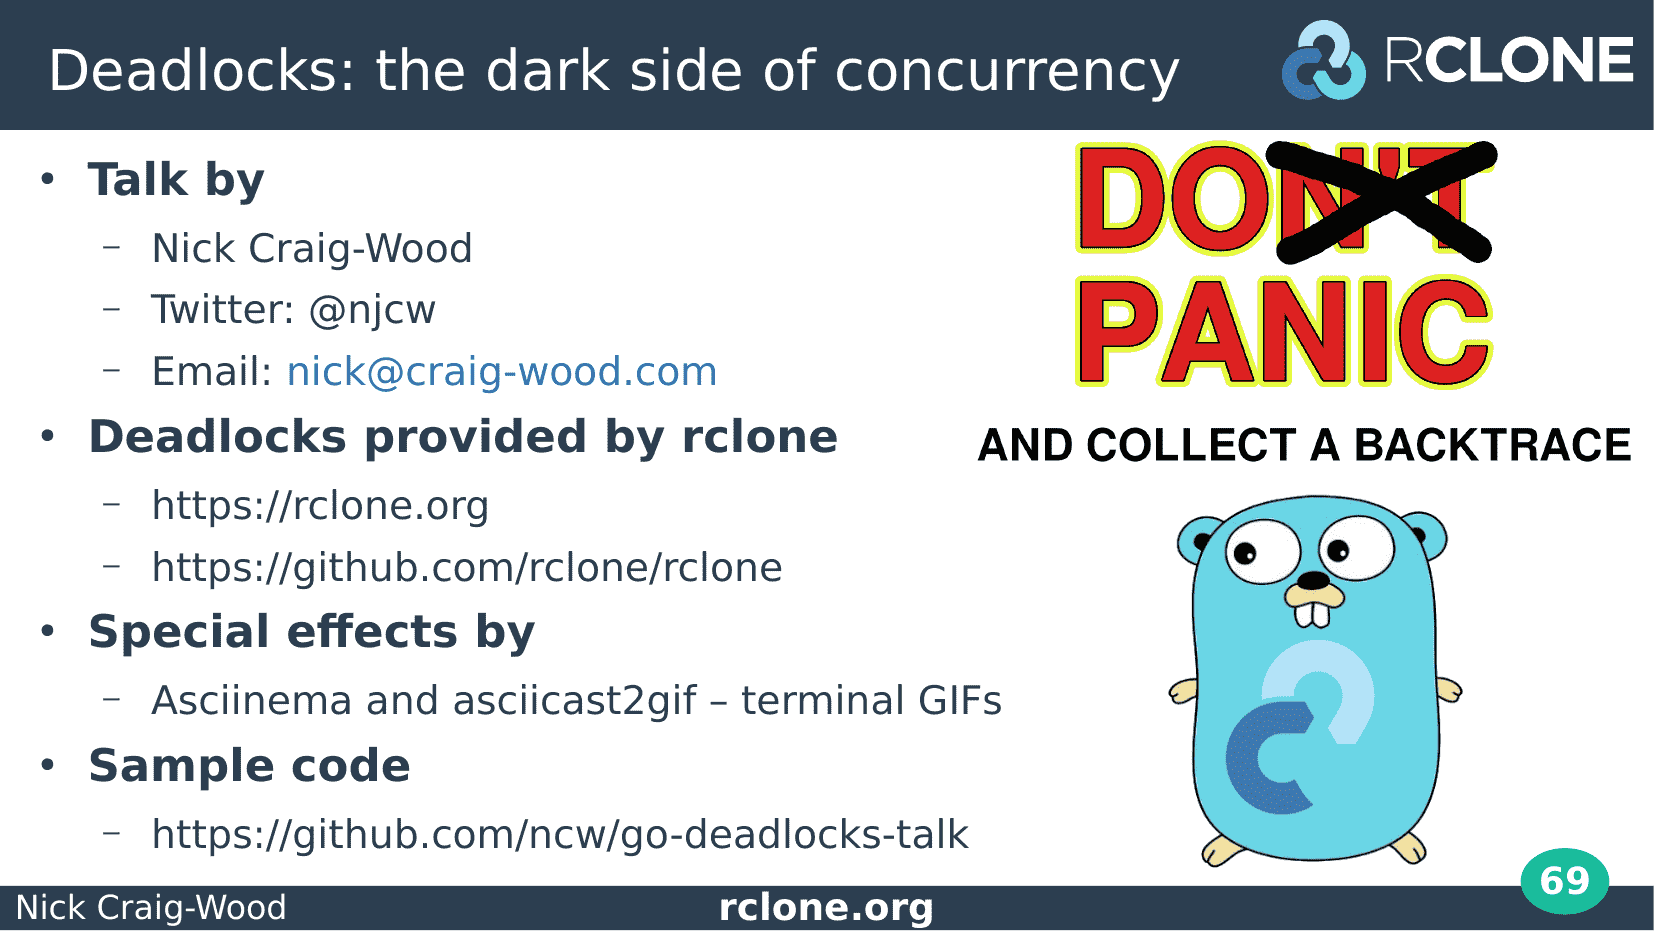 Deadlocks: the dark side of concurrency
RCLONE
• Talk by
– Nick Craig-Wood
– Twitter: @njcw
– Email: nick@craig-wood.com
• Deadlocks provided by rclone
– https://rclone.org
– https://github.com/rclone/rclone
• Special effects by
– Asciinema and asciicast2gif – terminal GIFs
• Sample code
– https://github.com/ncw/go-deadlocks-talk
DON'T
PANIC
AND COLLECT A BACKTRACE
Nick Craig-Wood
rclone.org
69